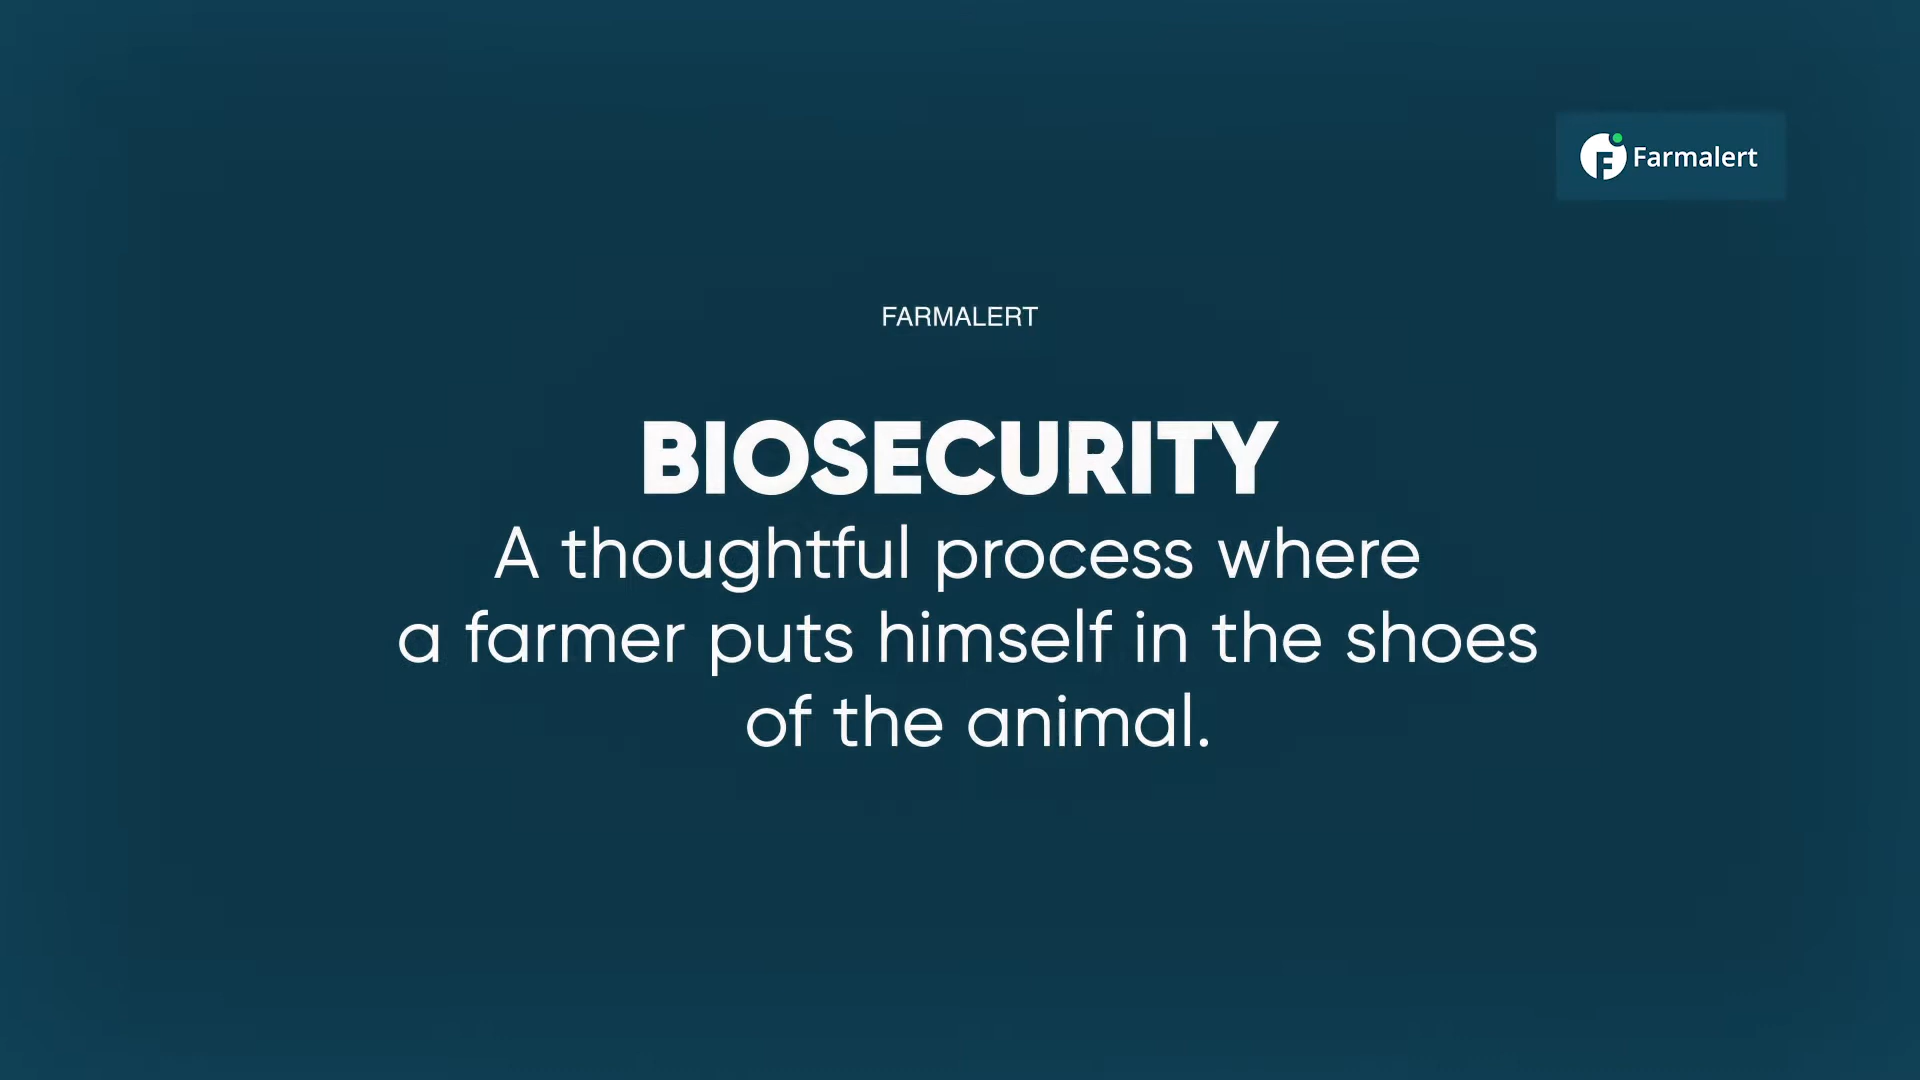 Farmalert
FARMALERT
BIOSECURITY
A thoughtful process where
a farmer puts himself in the shoes
of the animal.